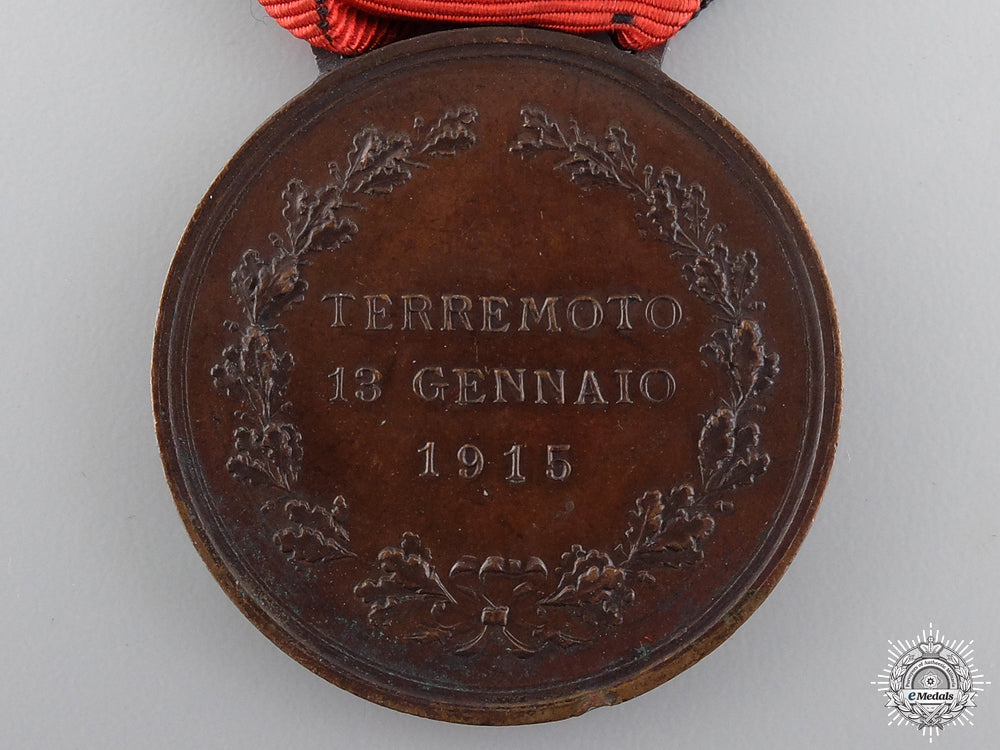 TERREMOTO
13 GENNAIO
1915
eMedals